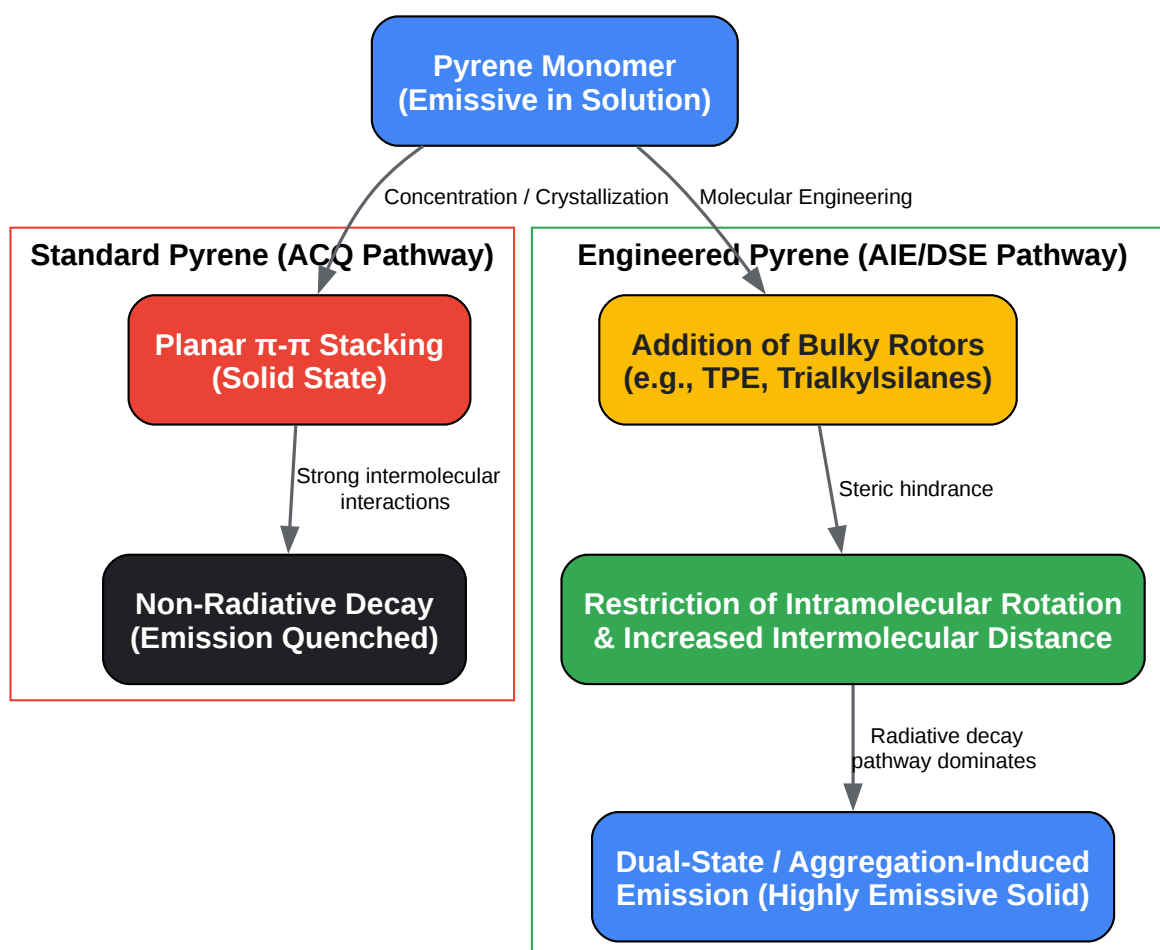 Pyrene Monomer
(Emissive in Solution)
Concentration / Crystallization
Molecular Engineering
Standard Pyrene (ACQ Pathway)
Planar π-π Stacking
(Solid State)
Strong intermolecular
interactions
Non-Radiative Decay
(Emission Quenched)
Engineered Pyrene (AIE/DSE Pathway)
Addition of Bulky Rotors
(e.g., TPE, Trialkylsilanes)
Steric hindrance
Restriction of Intramolecular Rotation
& Increased Intermolecular Distance
Radiative decay
pathway dominates
Dual-State / Aggregation-Induced
Emission (Highly Emissive Solid)